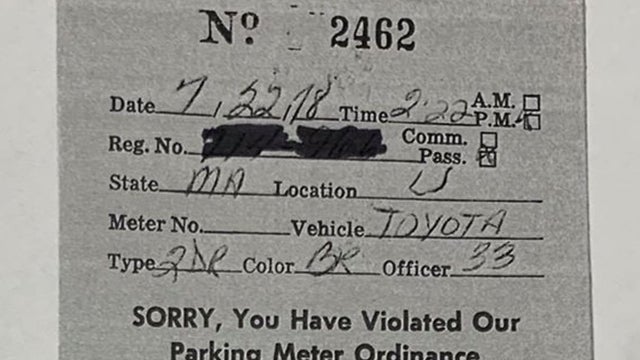 Nº 2462
Date 7, 22, 78 Time 2:22 A.M.
P.M.
Reg. No. Comm.
Pass.
State MA Location U
Meter No. Vehicle TOYOTA
Type 2DR Color BR Officer 33
SORRY, You Have Violated Our
Parking Meter Ordinance